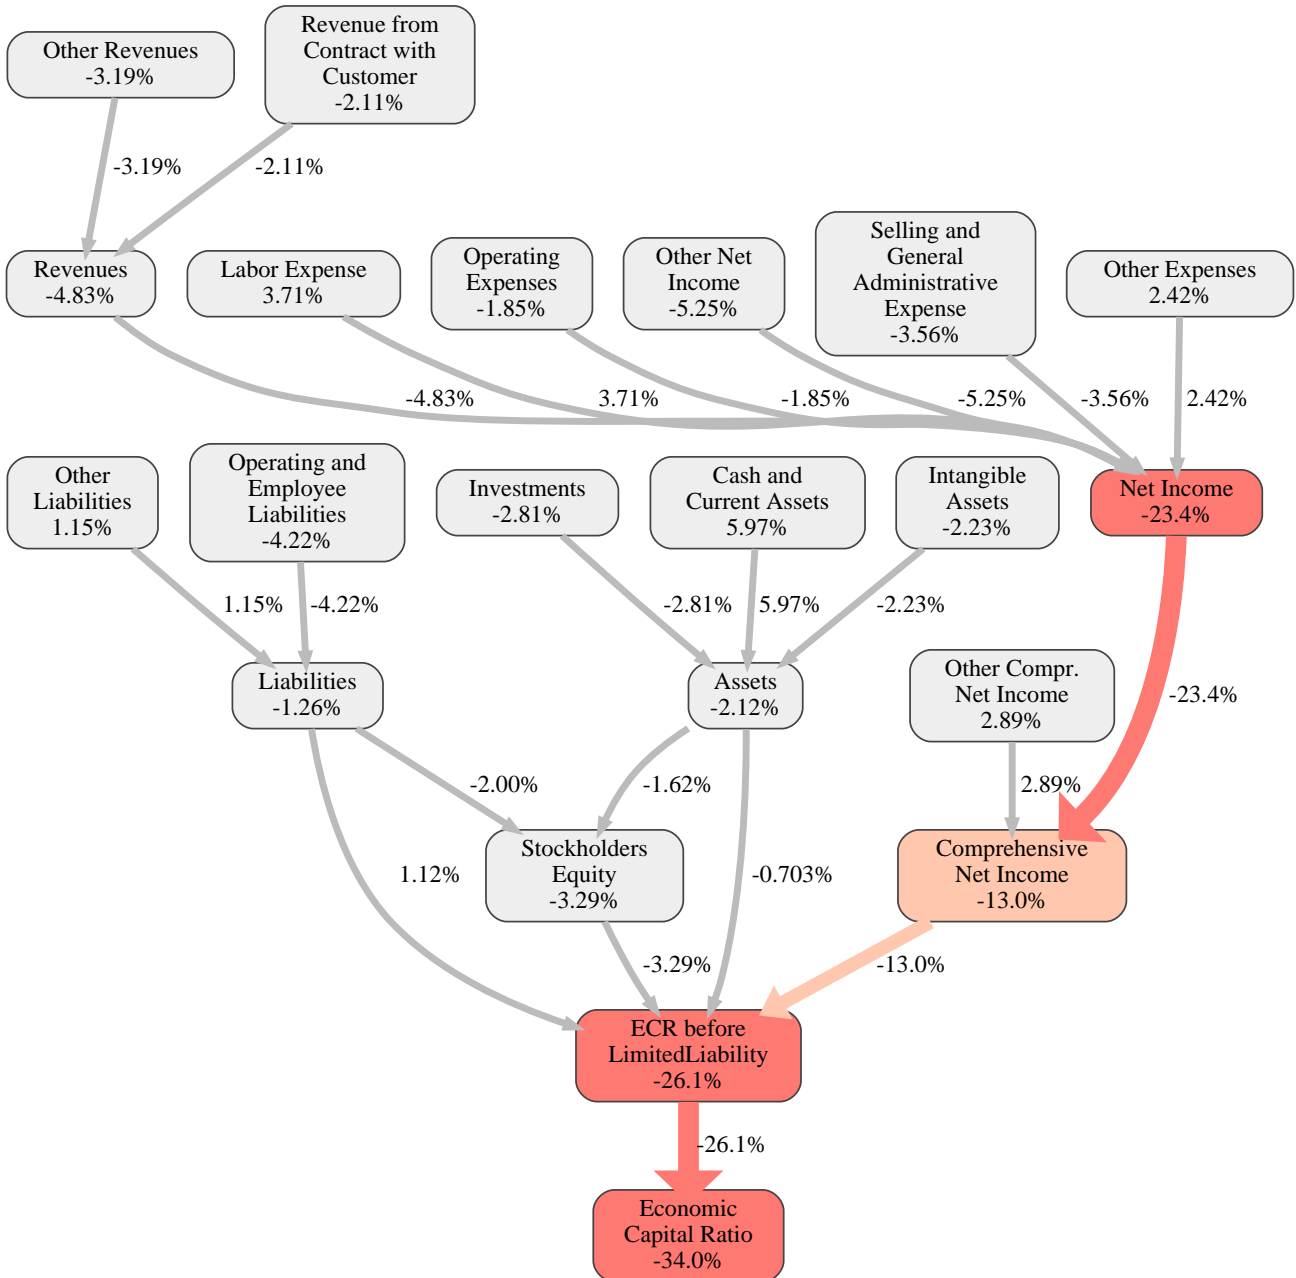 Other Revenues
-3.19%
Revenue from
Contract with
Customer
-2.11%
-3.19%
-2.11%
Revenues
-4.83%
Labor Expense
3.71%
Operating
Expenses
-1.85%
Other Net
Income
-5.25%
Selling and
General
Administrative
Expense
-3.56%
Other Expenses
2.42%
-4.83%
3.71%
-1.85%
-5.25%
-3.56%
2.42%
Other
Liabilities
1.15%
Operating and
Employee
Liabilities
-4.22%
Investments
-2.81%
Cash and
Current Assets
5.97%
Intangible
Assets
-2.23%
Net Income
-23.4%
1.15%
-4.22%
-2.81%
5.97%
-2.23%
Liabilities
-1.26%
Assets
-2.12%
Other Compr.
Net Income
2.89%
-23.4%
-2.00%
-1.62%
2.89%
Stockholders
Equity
-3.29%
Comprehensive
Net Income
-13.0%
1.12%
-0.703%
-3.29%
-13.0%
ECR before
LimitedLiability
-26.1%
-26.1%
Economic
Capital Ratio
-34.0%